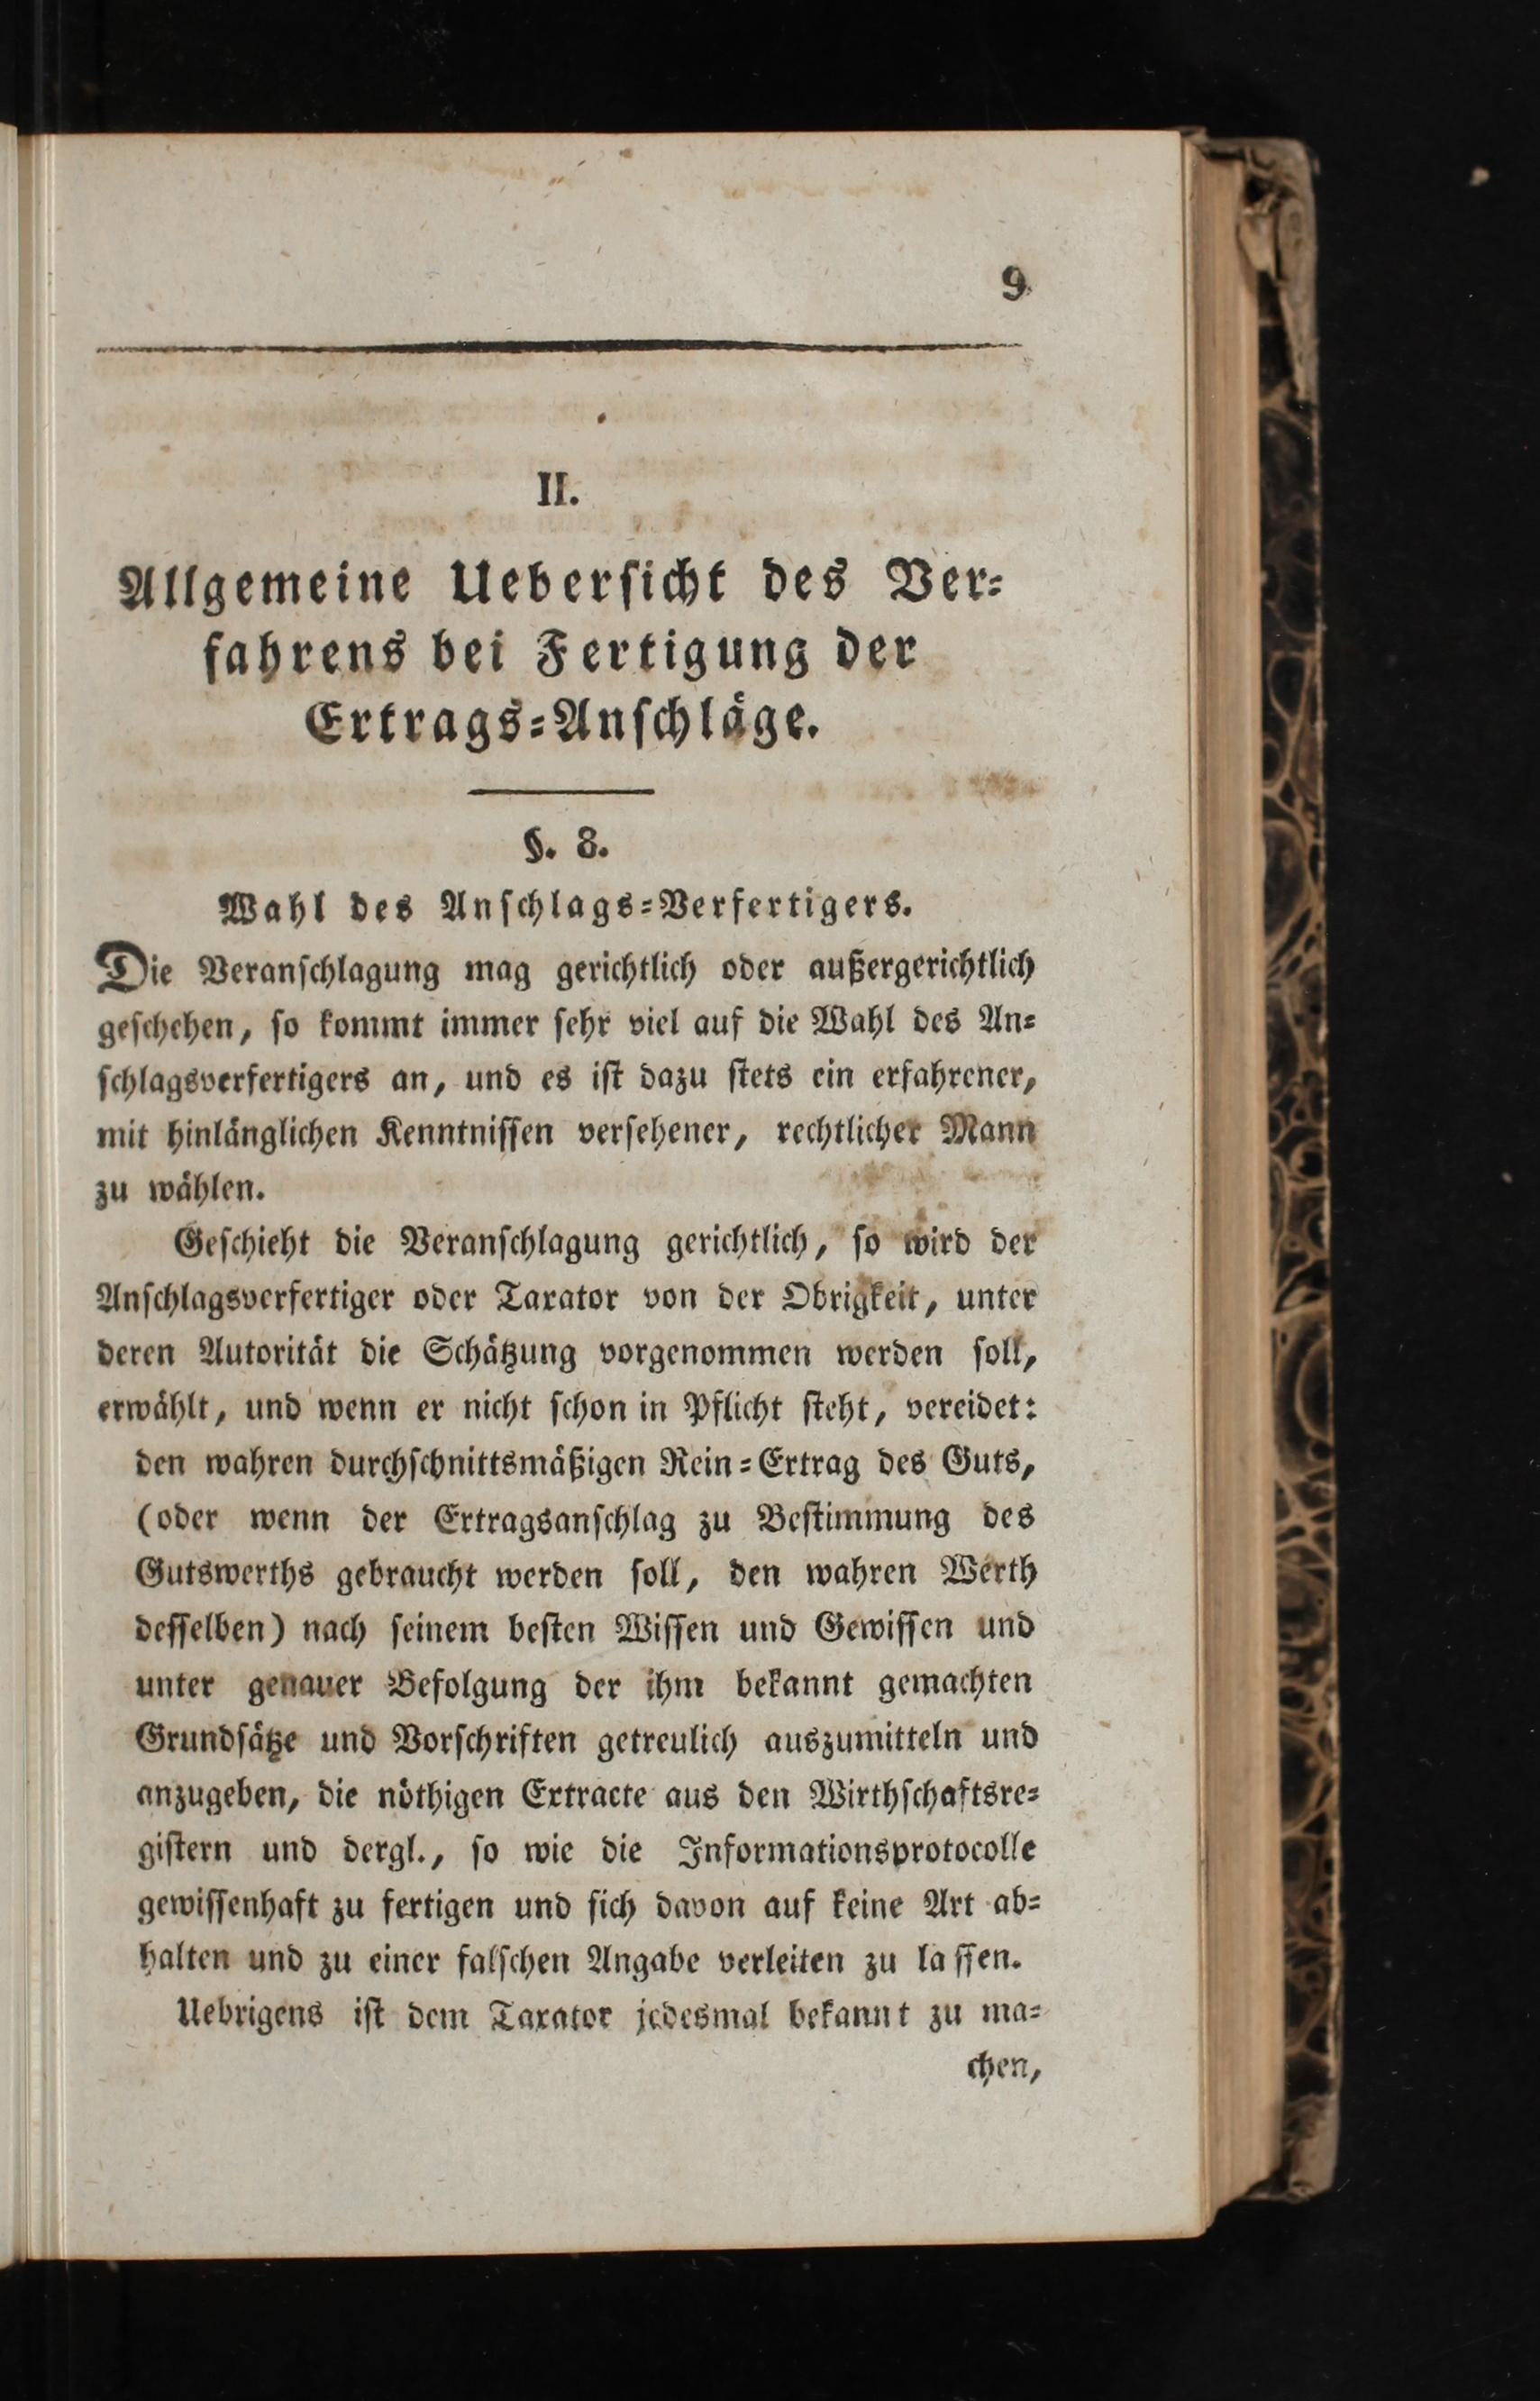 9
II.
Allgemeine Uebersicht des Ver-
fahrens bei Fertigung der
Ertrags-Anschläge.
§. 8.
Wahl des Anschlags-Verfertigers.
Die Veranschlagung mag gerichtlich oder außergerichtlich
geschehen, so kommt immer sehr viel auf die Wahl des An-
schlagsverfertigers an, und es ist dazu stets ein erfahrener,
mit hinlänglichen Kenntnissen versehener, rechtlicher Mann
zu wählen.
Geschieht die Veranschlagung gerichtlich, so wird der
Anschlagsverfertiger oder Taxator von der Obrigkeit, unter
deren Autorität die Schätzung vorgenommen werden soll,
erwählt, und wenn er nicht schon in Pflicht steht, vereidet:
den wahren durchschnittsmäßigen Rein-Ertrag des Guts,
(oder wenn der Ertragsanschlag zu Bestimmung des
Gutswerths gebraucht werden soll, den wahren Werth
desselben) nach seinem besten Wissen und Gewissen und
unter genauer Befolgung der ihm bekannt gemachten
Grundsätze und Vorschriften getreulich auszumitteln und
anzugeben, die nöthigen Extracte aus den Wirthschaftsre-
gistern und dergl., so wie die Informationsprotocolle
gewissenhaft zu fertigen und sich davon auf keine Art ab-
halten und zu einer falschen Angabe verleiten zu lassen.
Uebrigens ist dem Taxator jedesmal bekannt zu ma-
chen,